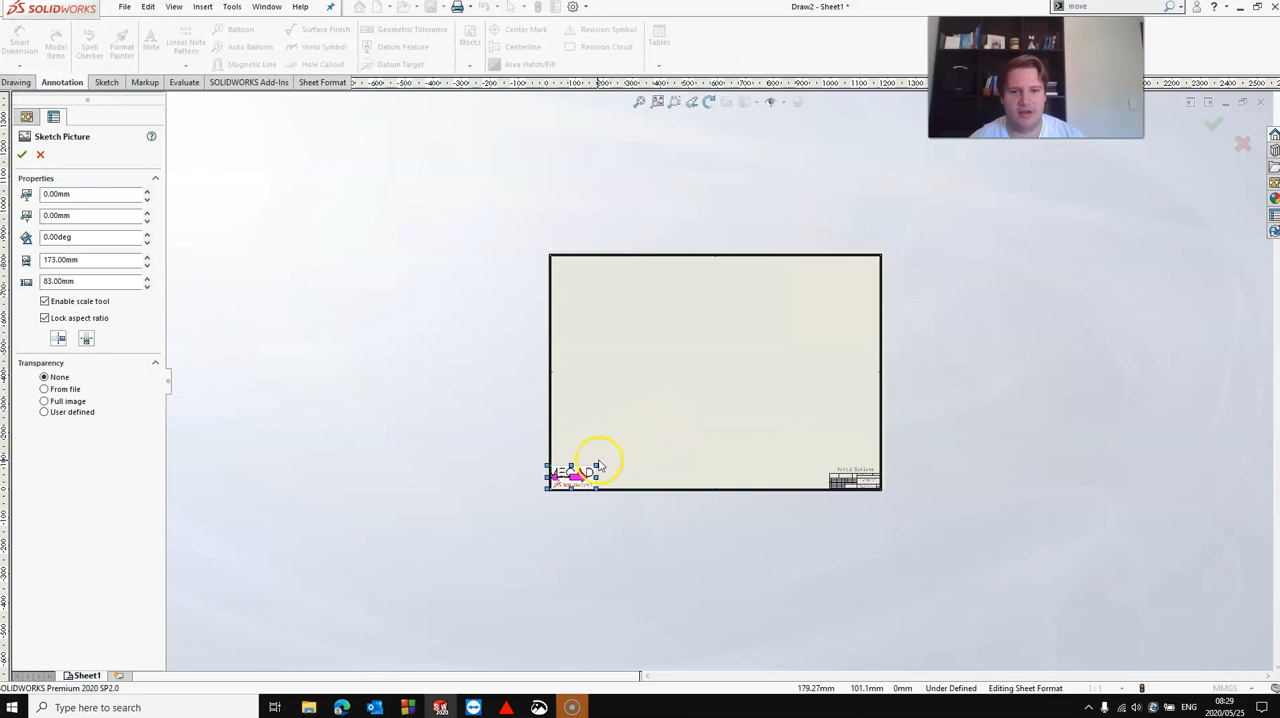 SOLIDWORKS File Edit View Insert Tools Window Help Draw2 - Sheet1 * move
Smart Dimension Model Items Spell Checker Format Painter Note Linear Note Pattern Balloon Auto Balloon Magnetic Line Surface Finish Weld Symbol Hole Callout Geometric Tolerance Datum Feature Datum Target Blocks Center Mark Centerline Area Hatch/Fill Revision Symbol Revision Cloud Tables
Drawing Annotation Sketch Markup Evaluate SOLIDWORKS Add-Ins Sheet Format
Sketch Picture
Properties
0.00mm
0.00mm
0.00deg
173.00mm
83.00mm
Enable scale tool
Lock aspect ratio
Transparency
None
From file
Full image
User defined
MECAD
Sheet1
SOLIDWORKS Premium 2020 SP2.0 179.27mm 101.1mm 0mm Under Defined Editing Sheet Format 1 : 1 MMGS
Type here to search ENG 08:29
2020/05/25